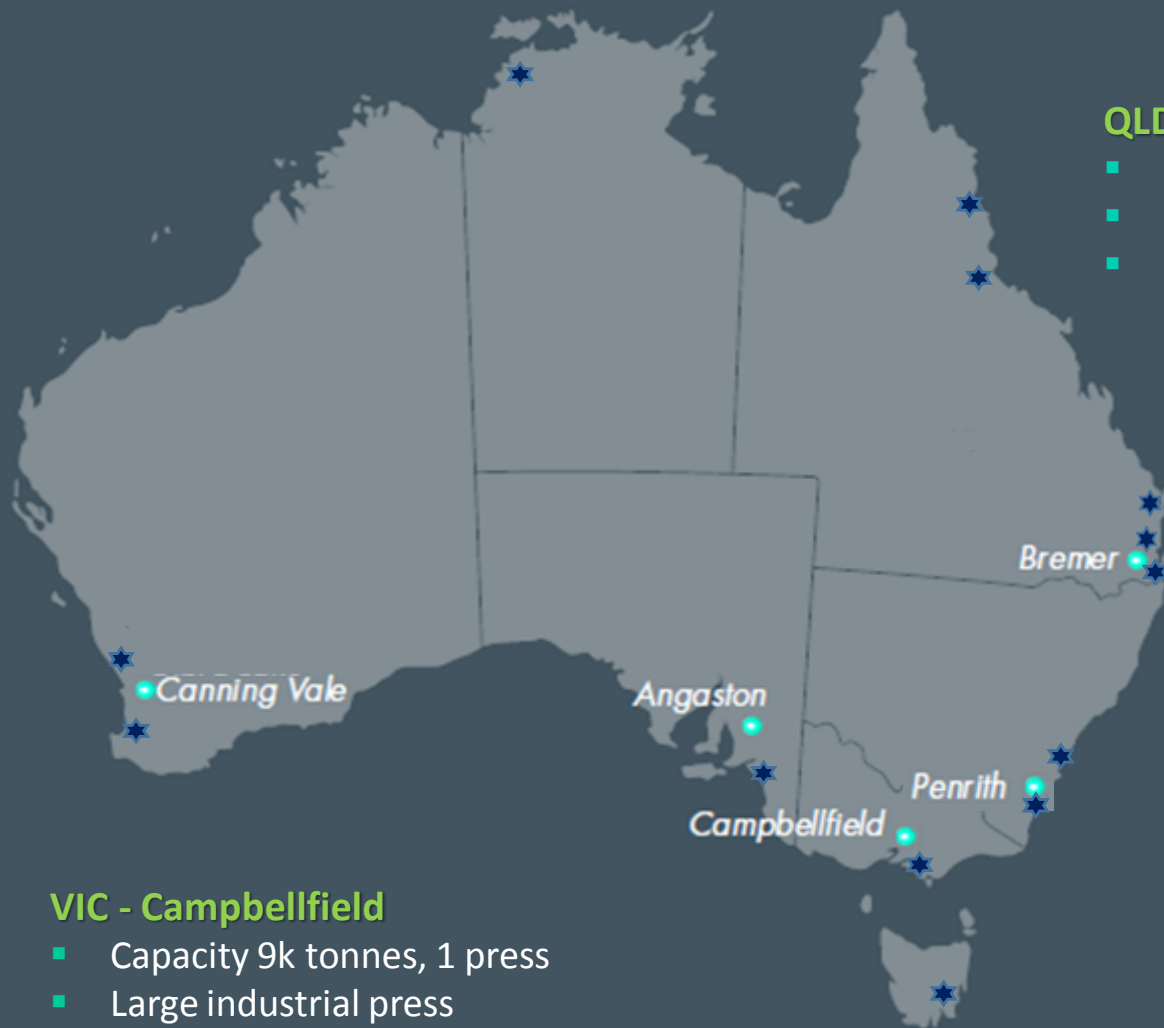 QLD
Bremer
Canning Vale
Angaston
Penrith
Campbellfield
VIC - Campbellfield
▪ Capacity 9k tonnes, 1 press
▪ Large industrial press